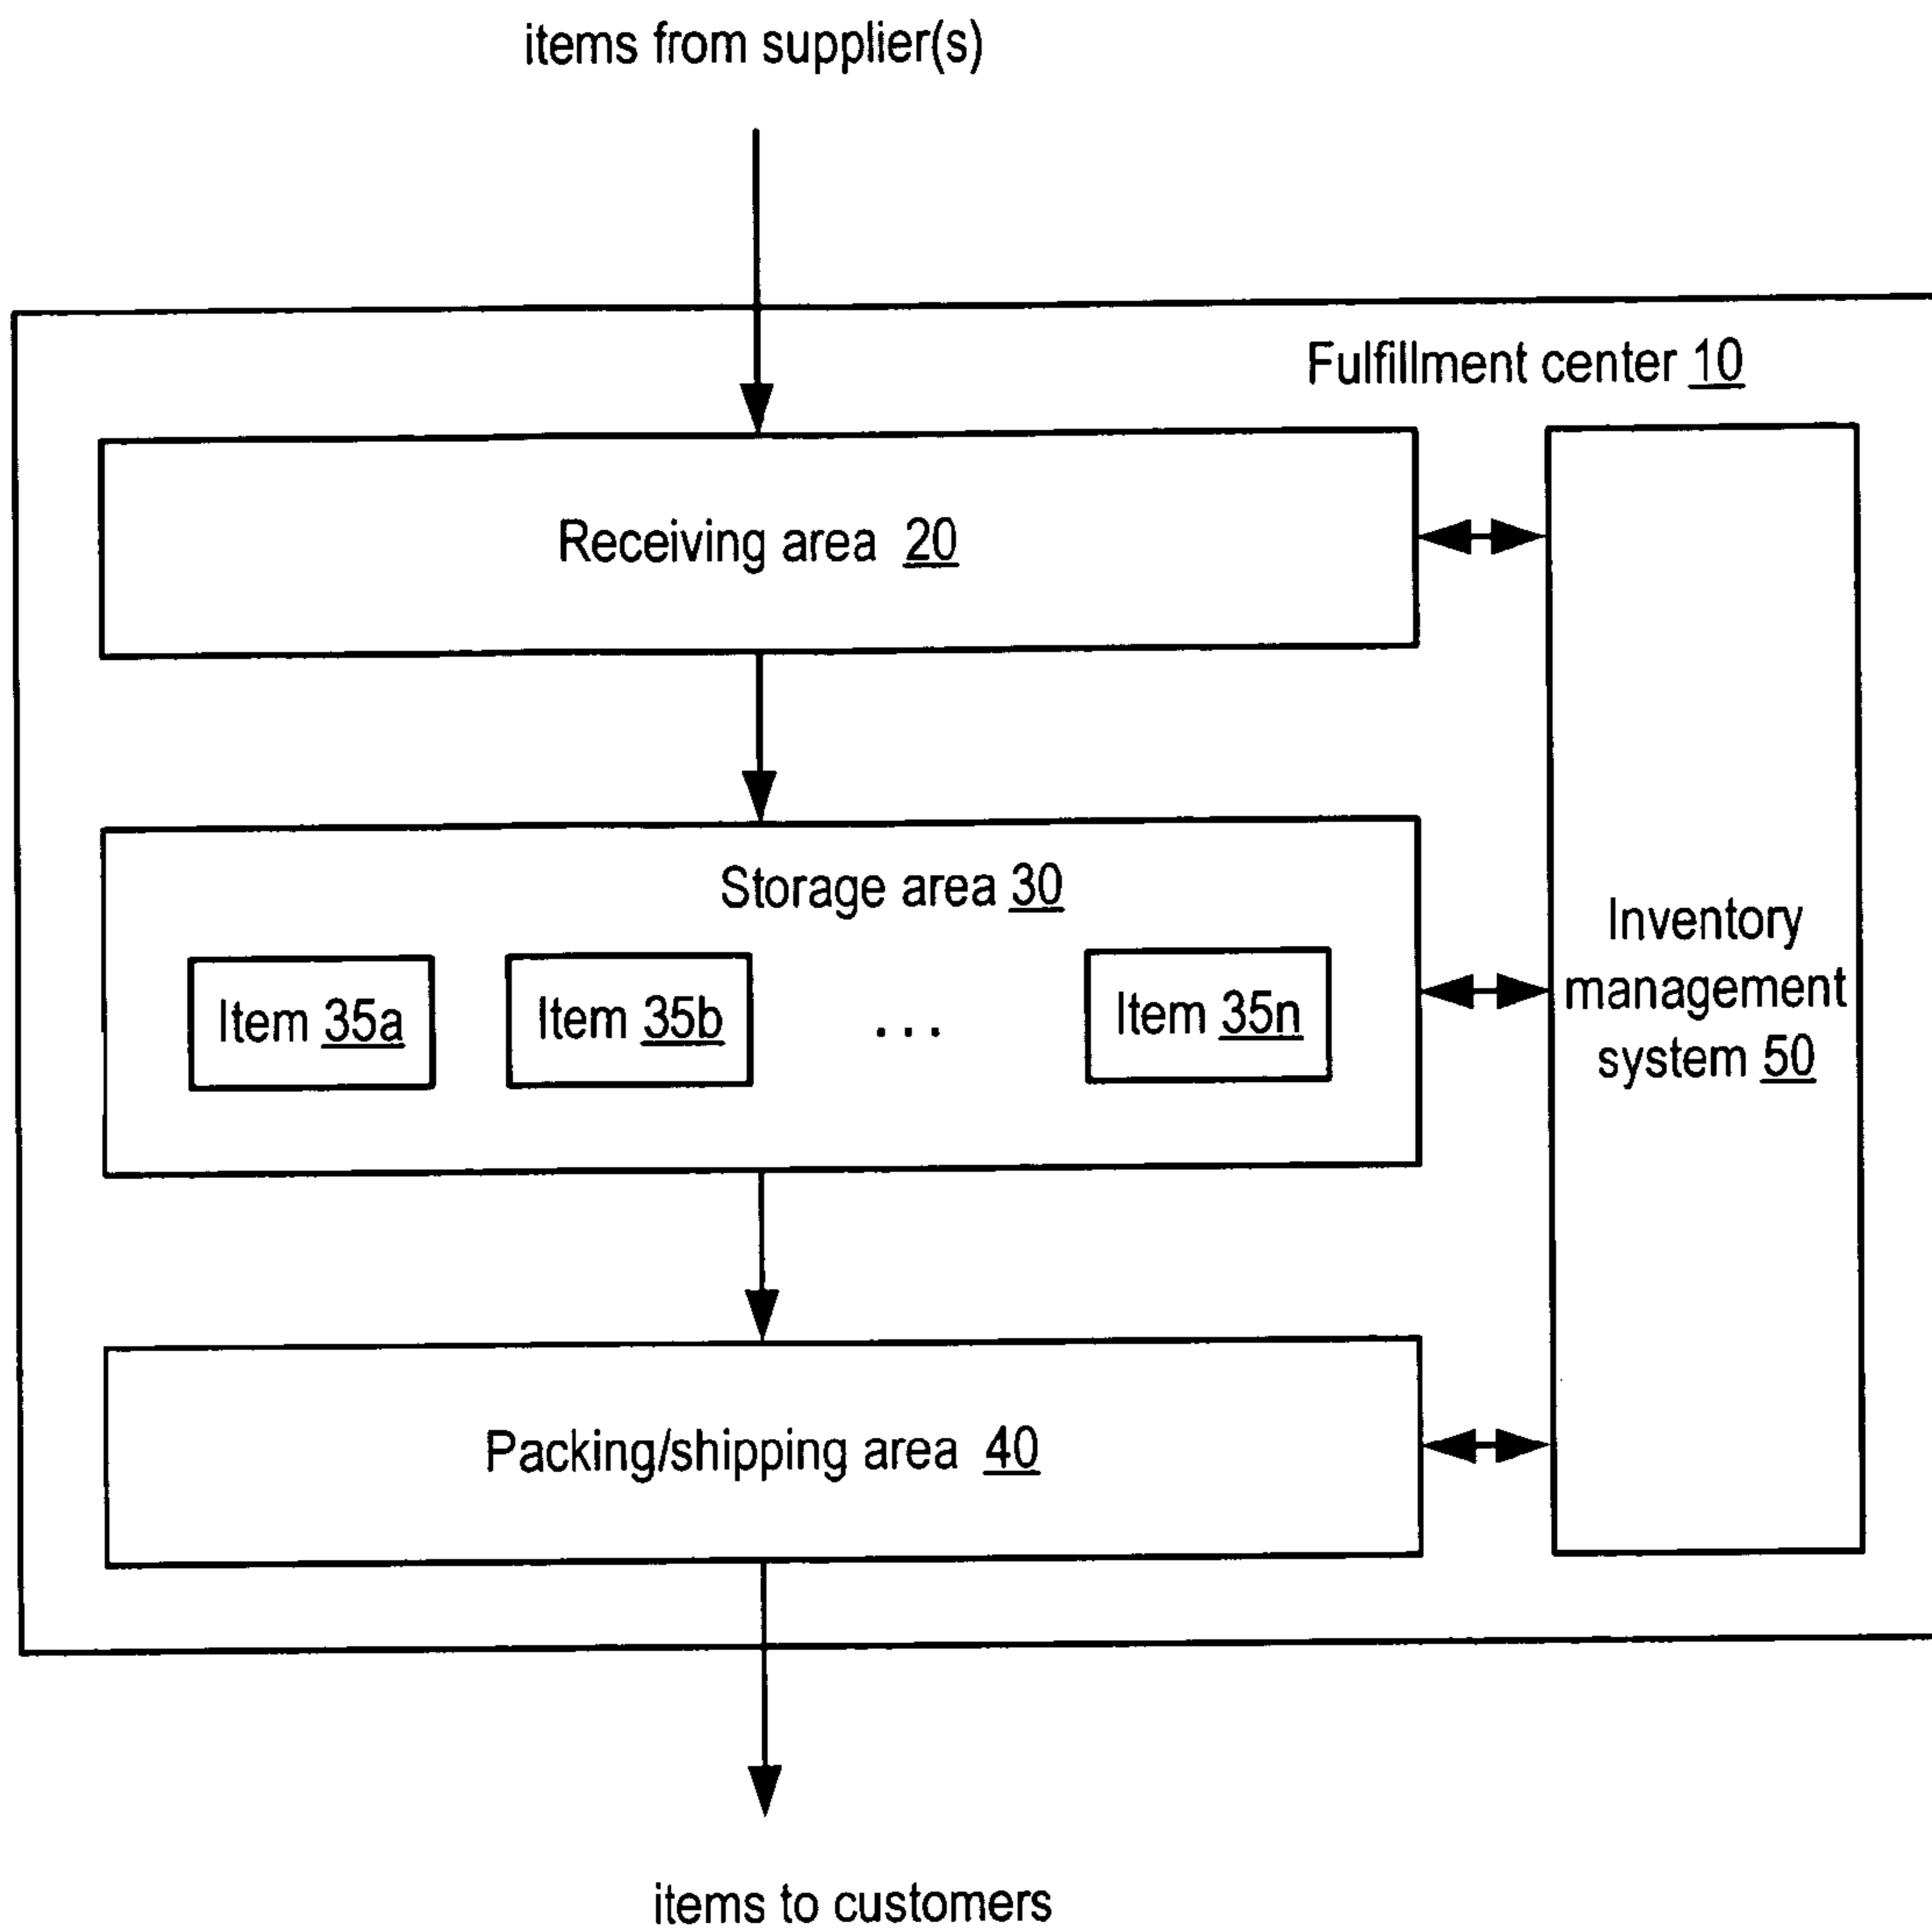 items from supplier(s)
Fulfillment center 10
Receiving area 20
Storage area 30
Item 35a
Item 35b
...
Item 35n
Inventory
management
system 50
Packing/shipping area 40
items to customers